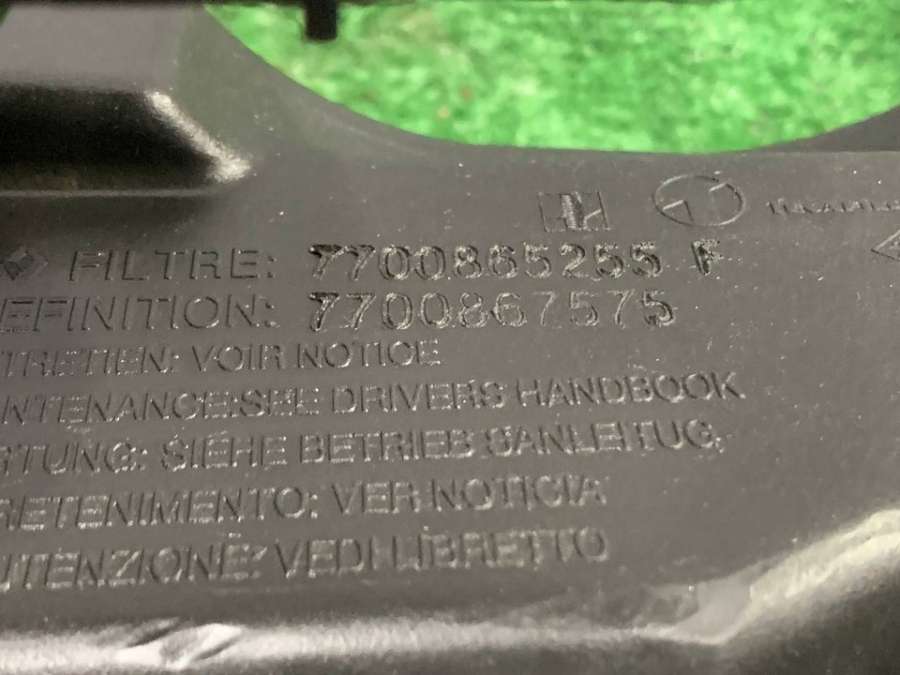 FILTRE: 7700865255 F
EFINITION: 7700867575
TRETIEN: VOIR NOTICE
NTENANCE:SEE DRIVERS HANDBOOK
RTUNG: SIEHE BETRIEB SANLEITUG
RETENIMENTO: VER NOTICIA
UTENZIONE: VEDI LIBRETTO